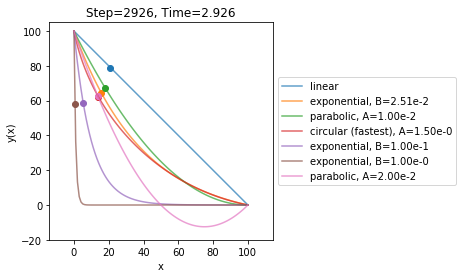 Step=2926, Time=2.926
y(x)
100
80
60
40
20
0
−20
0
20
40
60
80
100
x
linear
exponential, B=2.51e-2
parabolic, A=1.00e-2
circular (fastest), A=1.50e-0
exponential, B=1.00e-1
exponential, B=1.00e-0
parabolic, A=2.00e-2